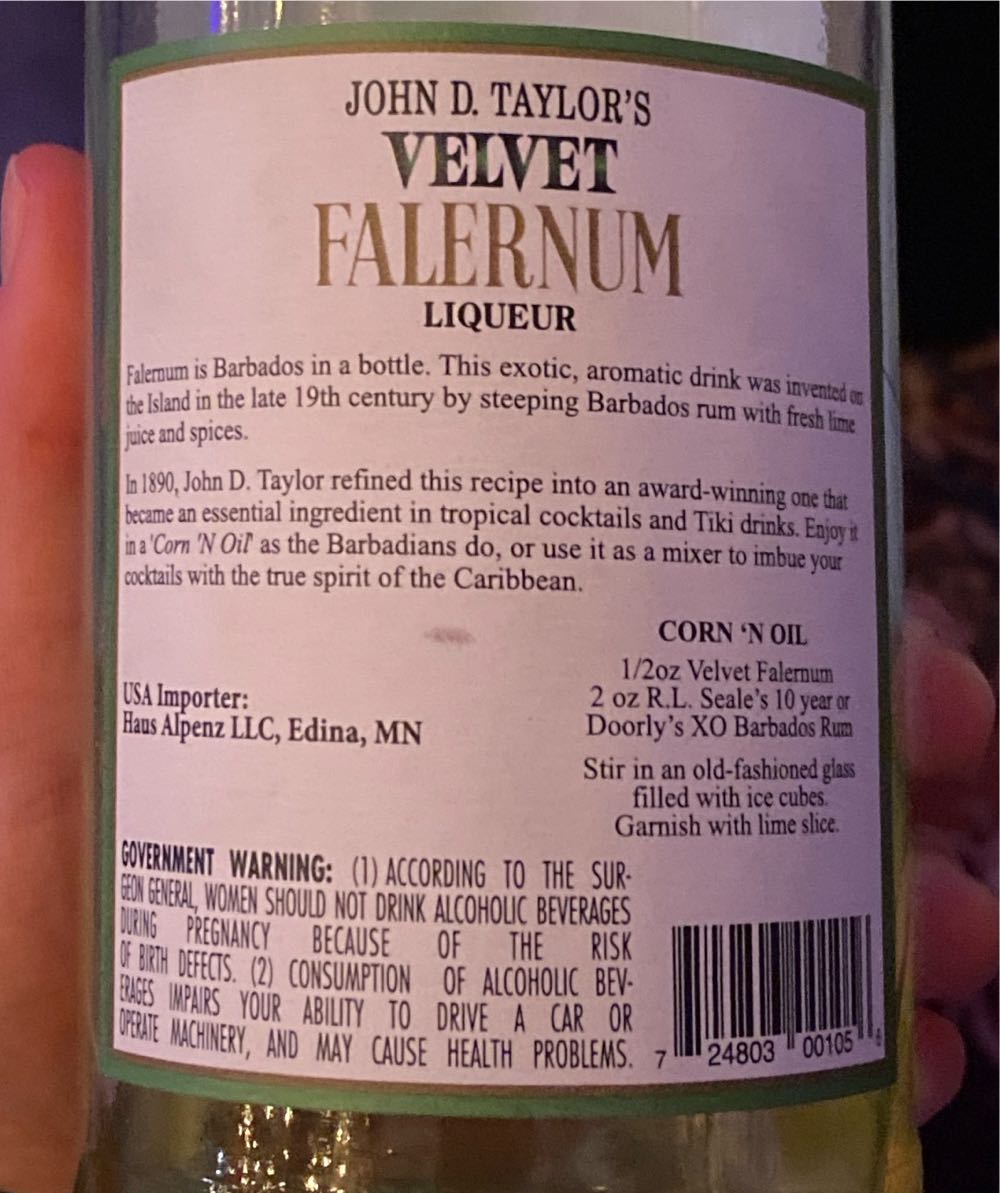 JOHN D. TAYLOR'S
VELVET
FALERNUM
LIQUEUR
Falernum is Barbados in a bottle. This exotic, aromatic drink was invented on
the Island in the late 19th century by steeping Barbados rum with fresh lime
juice and spices.
In 1890, John D. Taylor refined this recipe into an award-winning one that
became an essential ingredient in tropical cocktails and Tiki drinks. Enjoy it
in a 'Corn 'N Oil' as the Barbadians do, or use it as a mixer to imbue your
cocktails with the true spirit of the Caribbean.
USA Importer:
Haus Alpenz LLC, Edina, MN
CORN ‘N OIL
1/2oz Velvet Falernum
2 oz R.L. Seale's 10 year or
Doorly's XO Barbados Rum
Stir in an old-fashioned glass
filled with ice cubes.
Garnish with lime slice.
GOVERNMENT WARNING: (1) ACCORDING TO THE SUR-
GEON GENERAL, WOMEN SHOULD NOT DRINK ALCOHOLIC BEVERAGES
DURING PREGNANCY BECAUSE OF THE RISK
OF BIRTH DEFECTS. (2) CONSUMPTION OF ALCOHOLIC BEV-
ERAGES IMPAIRS YOUR ABILITY TO DRIVE A CAR OR
OPERATE MACHINERY, AND MAY CAUSE HEALTH PROBLEMS.
7 24803 00105